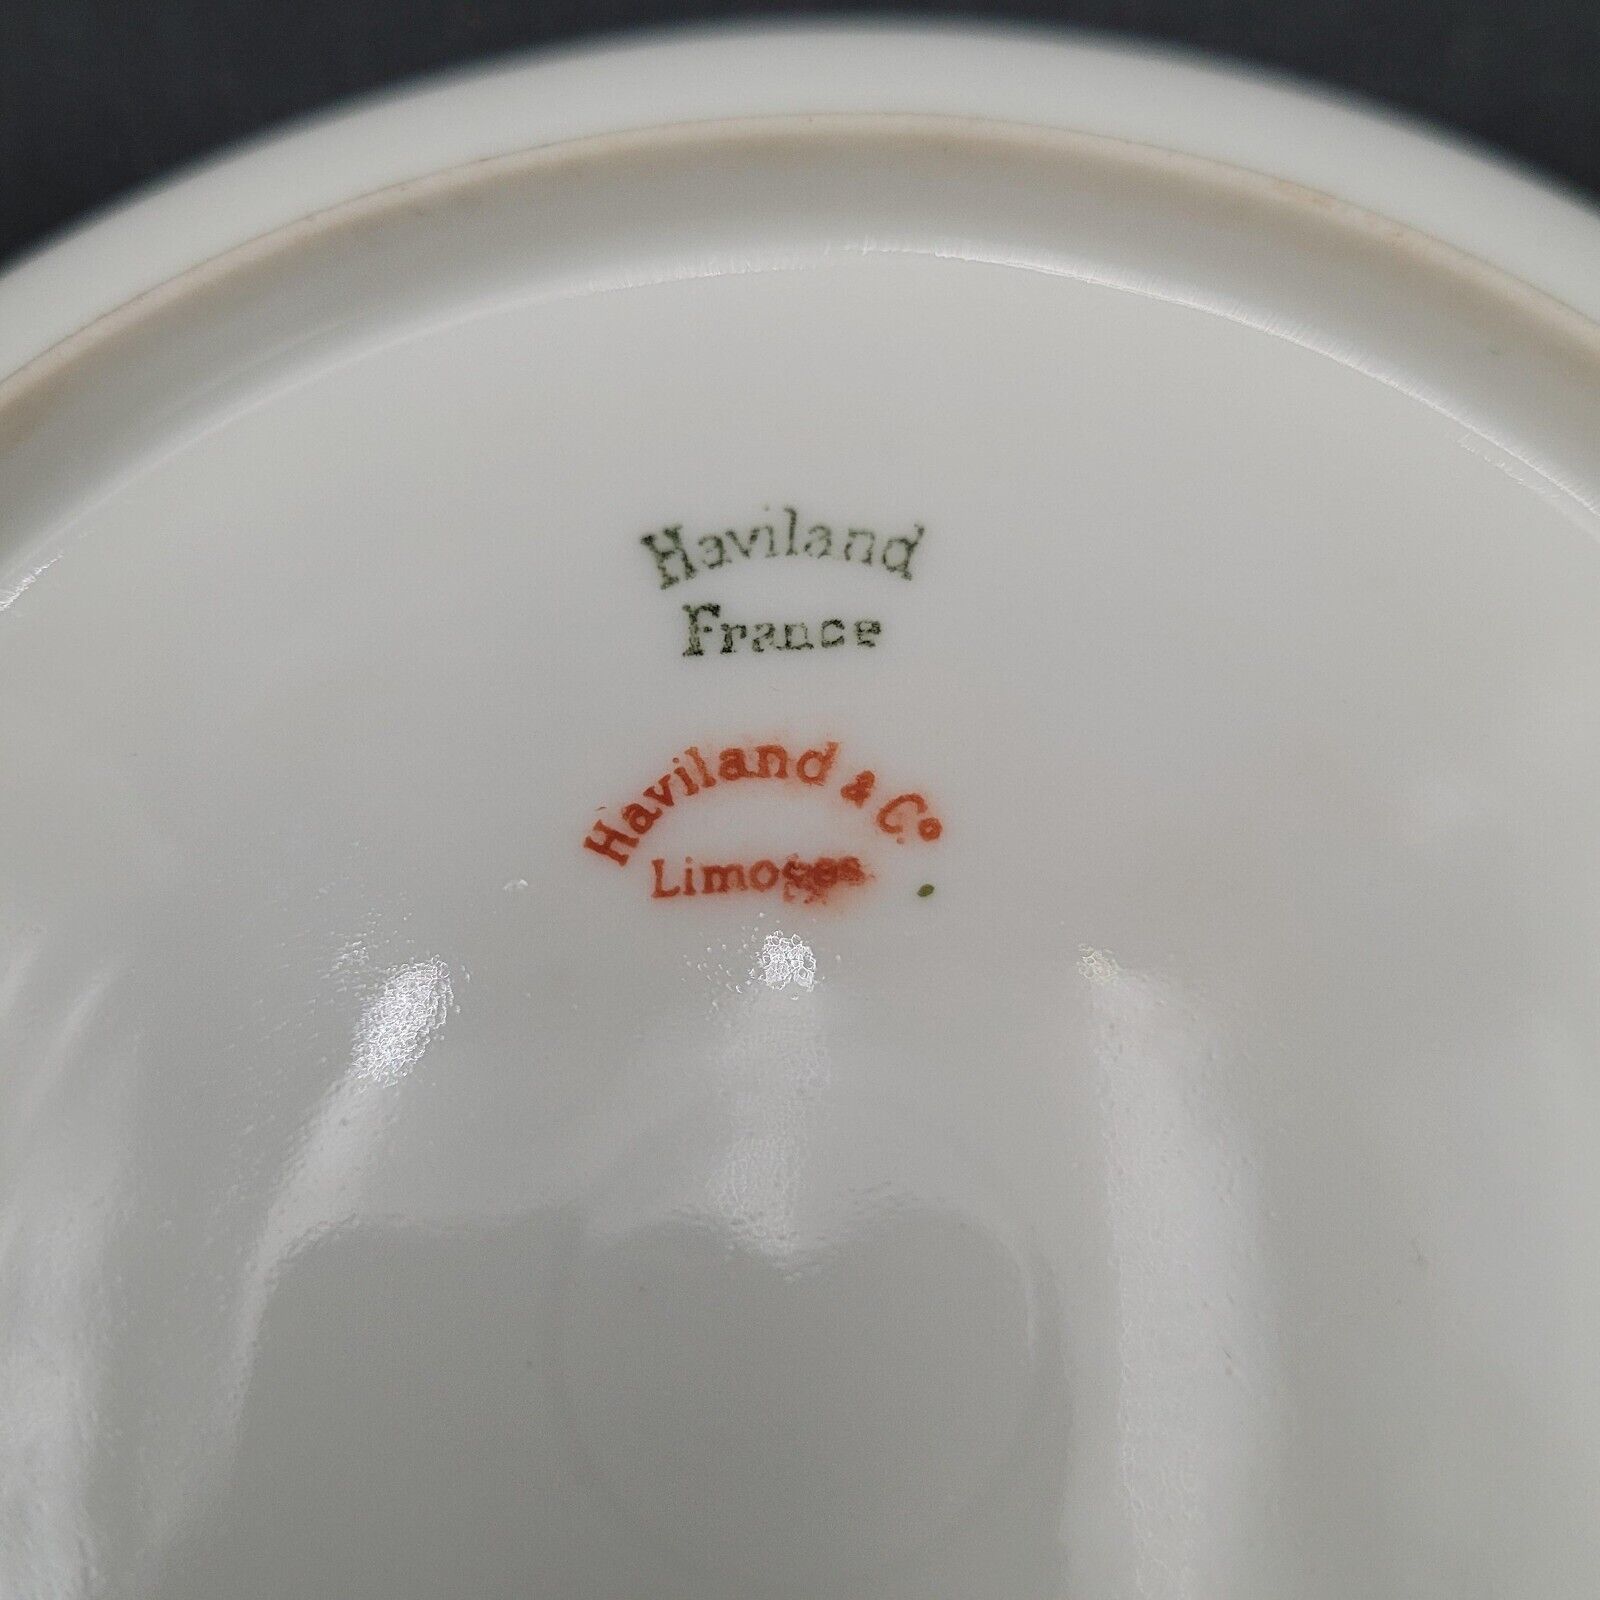 Haviland
France
Haviland & Co
Limoges